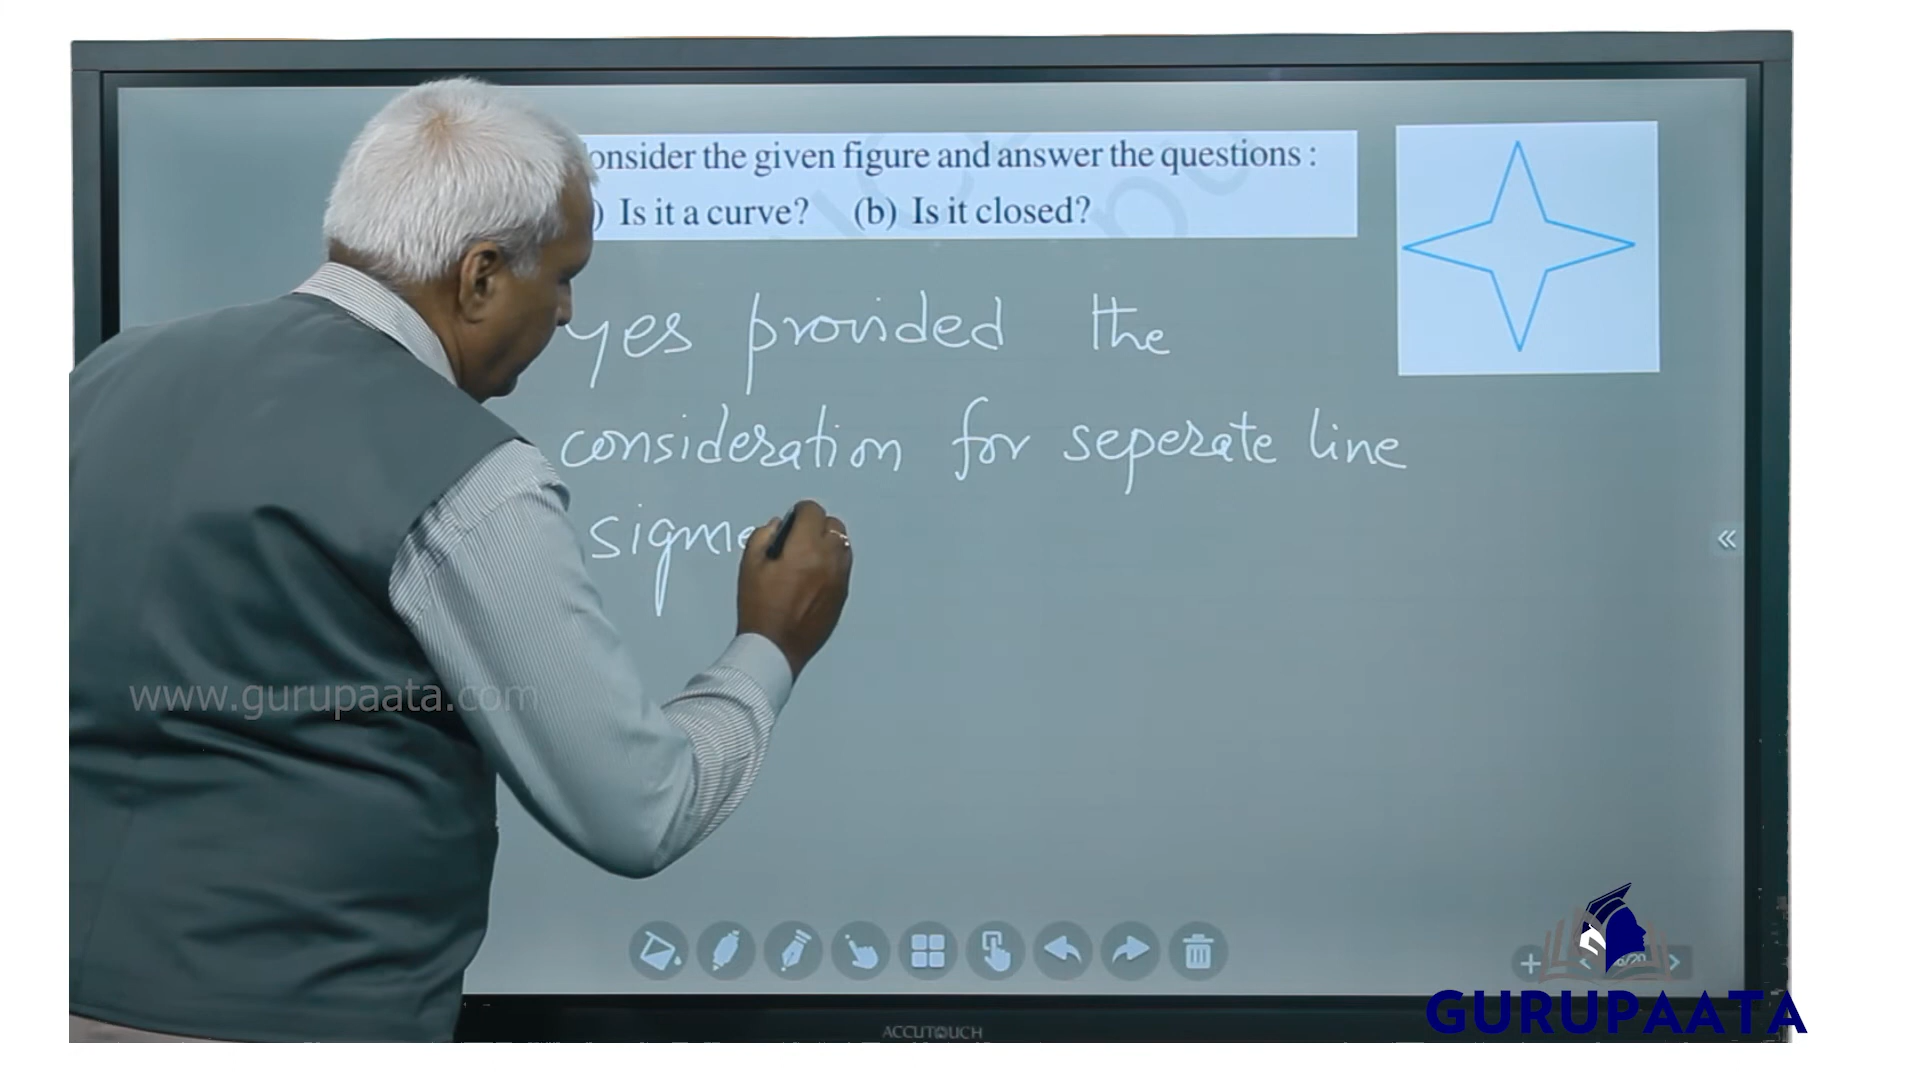 onsider the given figure and answer the questions :
) Is it a curve? (b) Is it closed?
yes provided the
consideration for seperate line
sigme
www.gurupaata.com
ACCUTOUCH
GURUPAATA